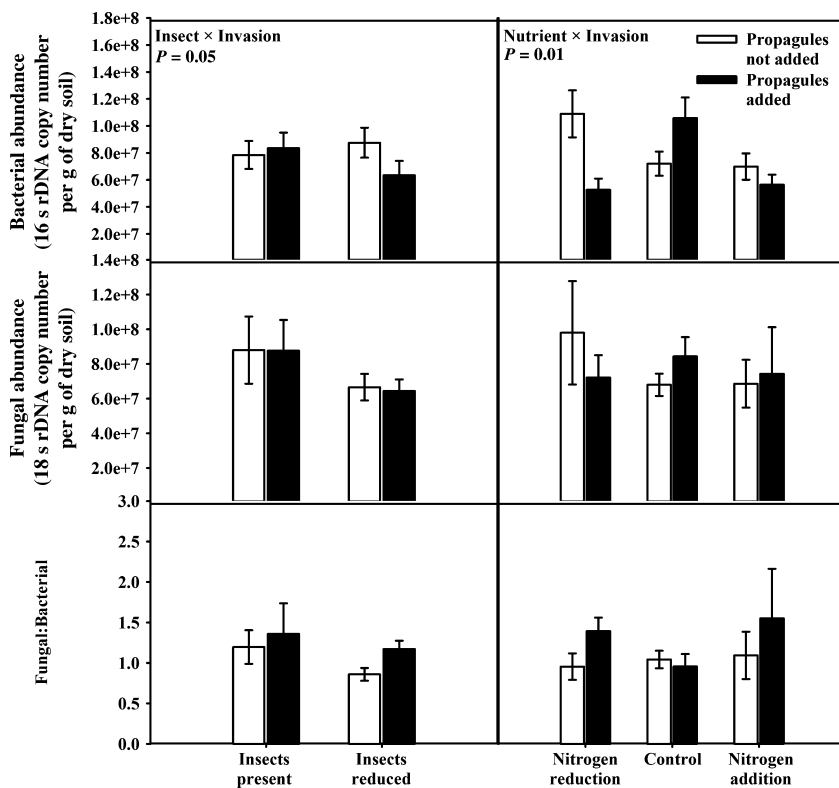 Bacterial abundance
(16 s rDNA copy number
per g of dry soil)
1.8e+8
1.6e+8
1.4e+8
1.2e+8
1.0e+8
8.0e+7
6.0e+7
4.0e+7
2.0e+7
1.4e+8
Insect × Invasion
P = 0.05
Nutrient × Invasion
P = 0.01
Propagules
not added
Propagules
added
Fungal abundance
(18 s rDNA copy number
per g of dry soil)
1.2e+8
1.0e+8
8.0e+7
6.0e+7
4.0e+7
2.0e+7
3.0
Fungal:Bacterial
2.5
2.0
1.5
1.0
0.5
0.0
Insects
present
Insects
reduced
Nitrogen
reduction
Control
Nitrogen
addition